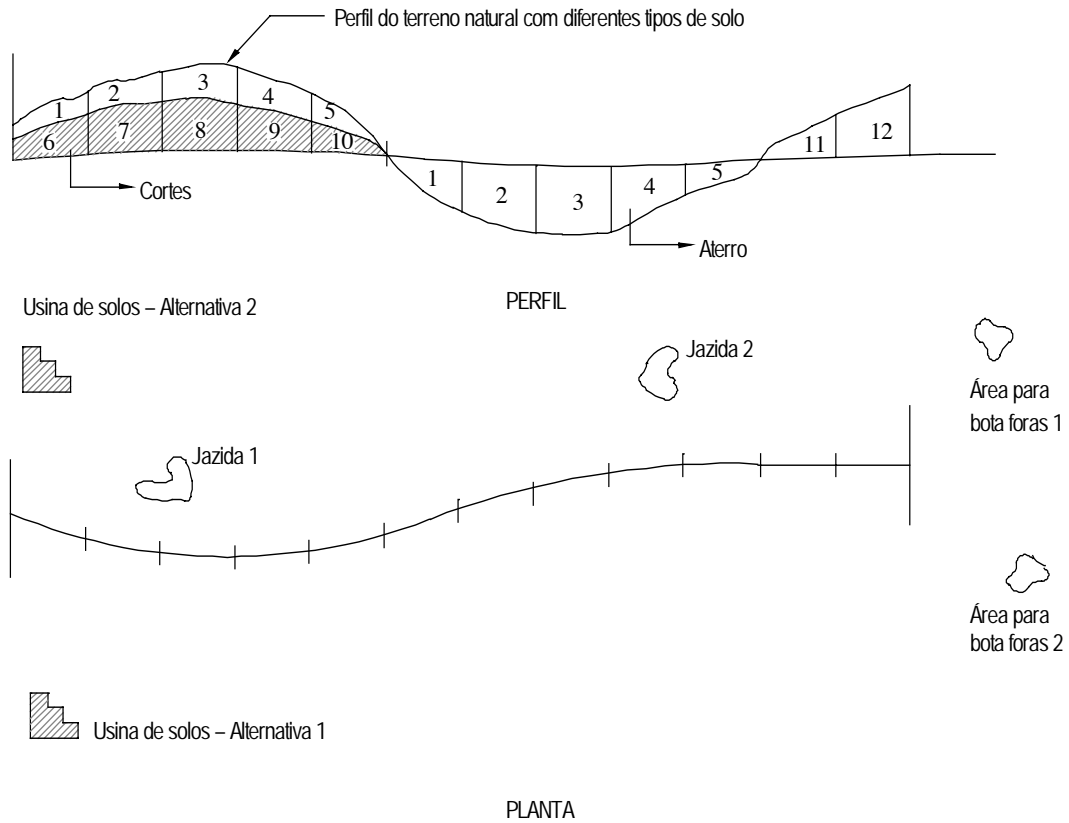 Perfil do terreno natural com diferentes tipos de solo
1
2
3
4
5
6
7
8
9
10
11
12
Cortes
1
2
3
4
5
Aterro
PERFIL
Usina de solos – Alternativa 2
Jazida 2
Jazida 1
Área para
bota foras 1
Área para
bota foras 2
Usina de solos – Alternativa 1
PLANTA